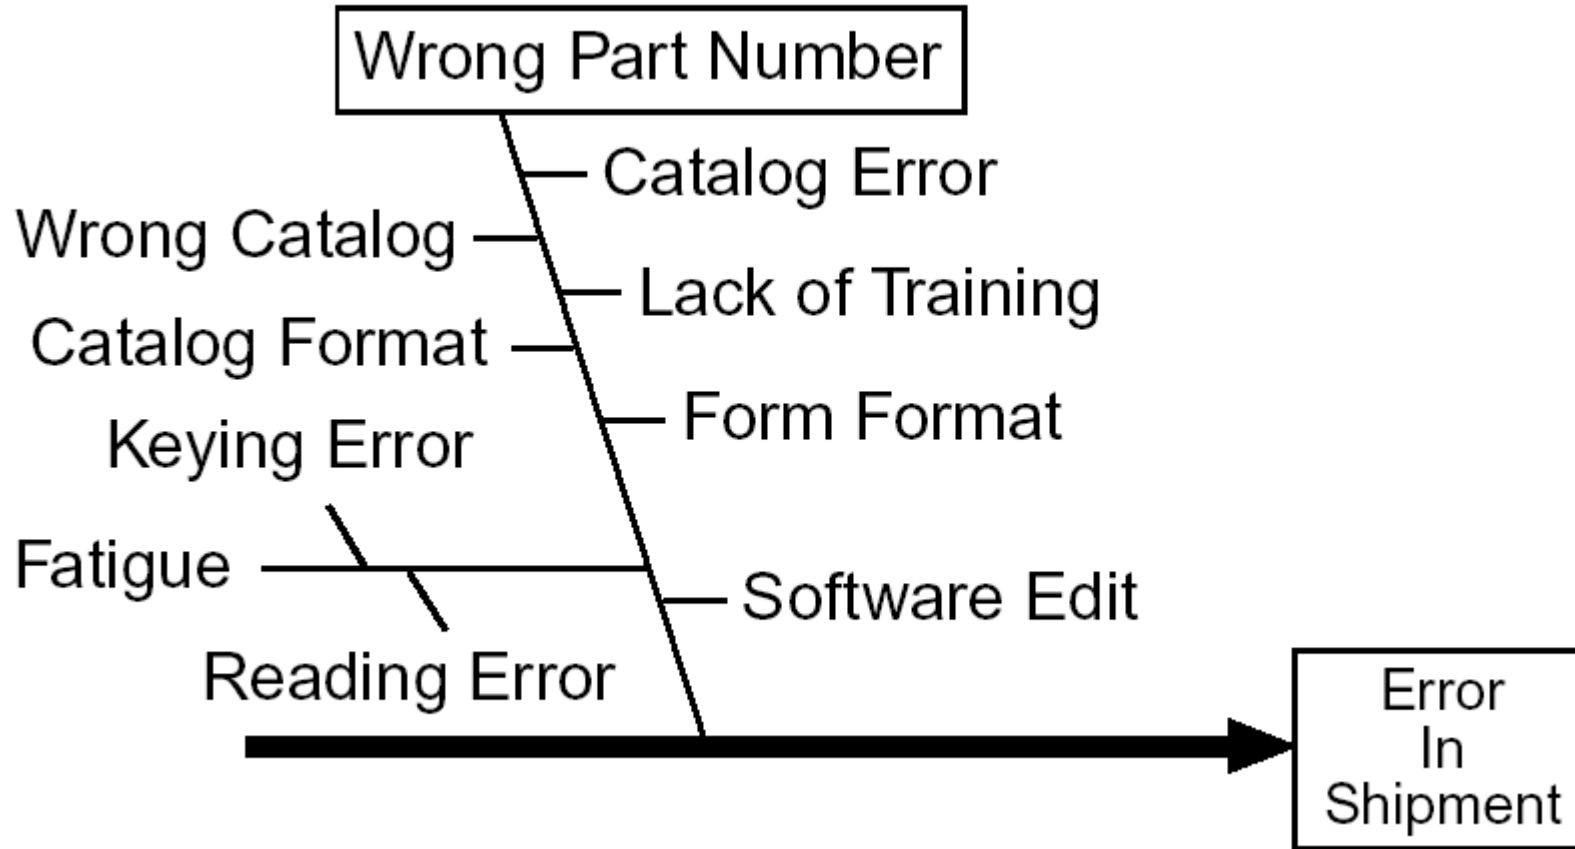 Wrong Part Number
Catalog Error
Wrong Catalog
Lack of Training
Catalog Format
Form Format
Keying Error
Fatigue
Software Edit
Reading Error
Error
In
Shipment